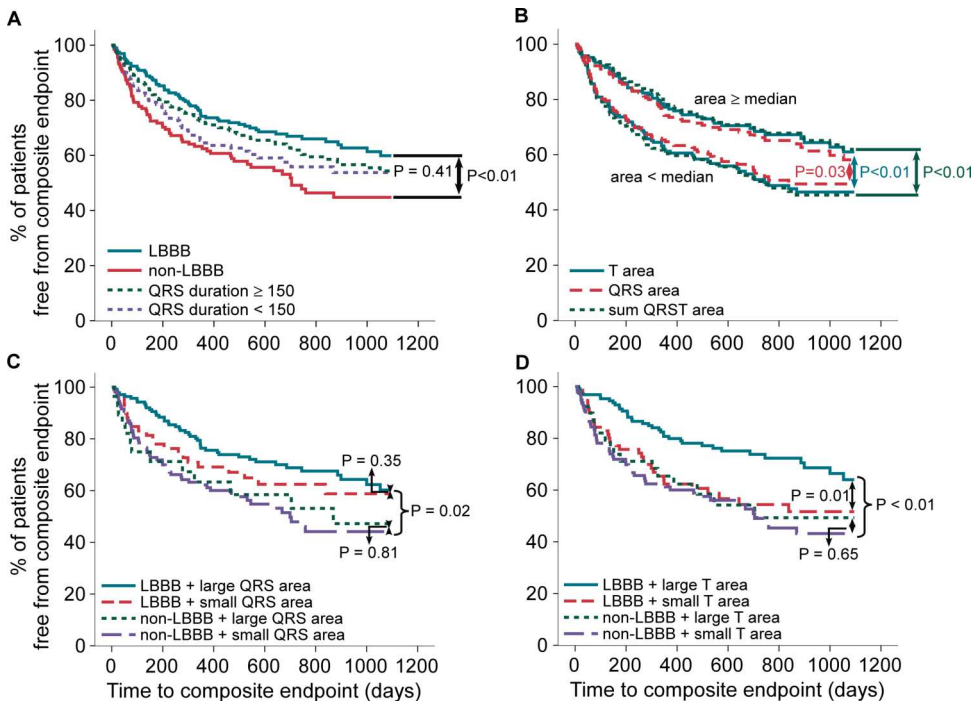 A
% of patients
free from composite endpoint
100
80
60
40
20
0
P = 0.41
P<0.01
LBBB
non-LBBB
QRS duration ≥ 150
QRS duration < 150
0 200 400 600 800 1000 1200
B
100
80
60
40
20
0
area ≥ median
area < median
P=0.03
P<0.01
P<0.01
T area
QRS area
sum QRST area
0 200 400 600 800 1000 1200
C
% of patients
free from composite endpoint
100
80
60
40
20
0
P = 0.35
P = 0.02
P = 0.81
LBBB + large QRS area
LBBB + small QRS area
non-LBBB + large QRS area
non-LBBB + small QRS area
0 200 400 600 800 1000 1200
Time to composite endpoint (days)
D
100
80
60
40
20
0
P = 0.01
P < 0.01
P = 0.65
LBBB + large T area
LBBB + small T area
non-LBBB + large T area
non-LBBB + small T area
0 200 400 600 800 1000 1200
Time to composite endpoint (days)